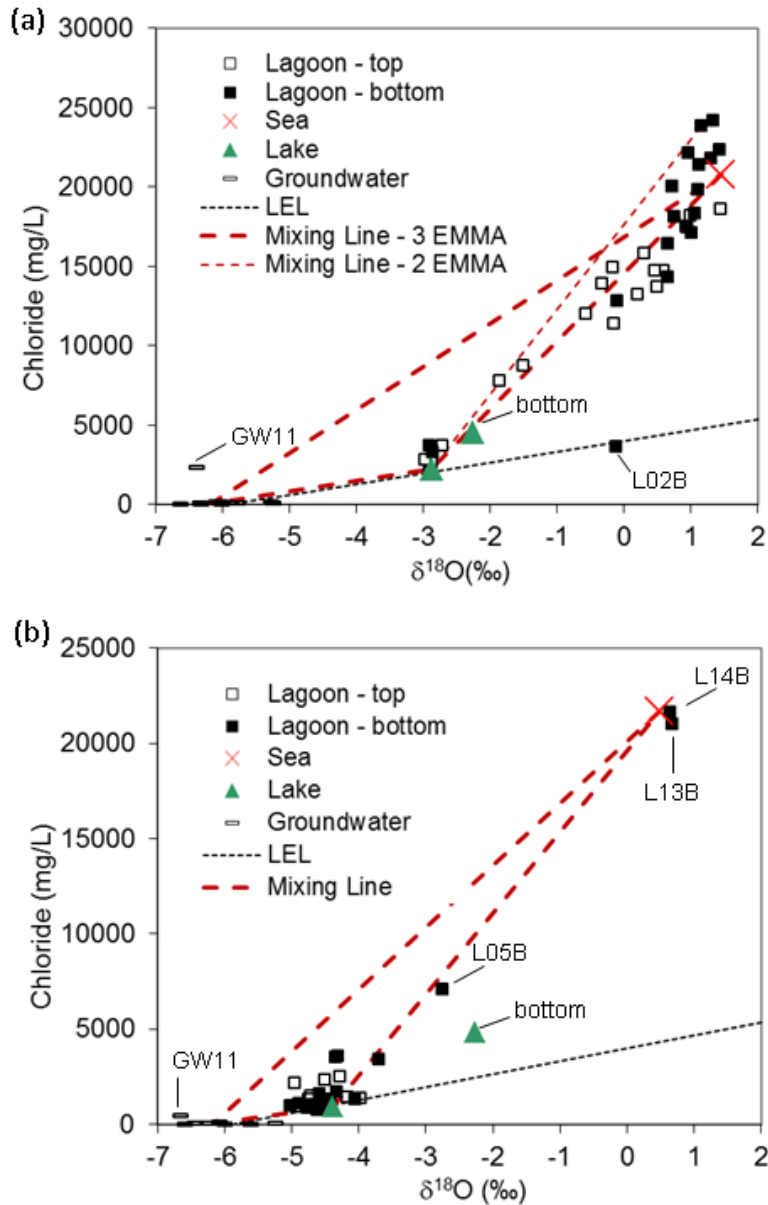 (a)
30000
25000
20000
15000
10000
5000
0
Chloride (mg/L)
Lagoon - top
Lagoon - bottom
Sea
Lake
Groundwater
LEL
Mixing Line - 3 EMMA
Mixing Line - 2 EMMA
bottom
GW11
L02B
-7 -6 -5 -4 -3 -2 -1 0 1 2
δ18O(‰)
(b)
25000
20000
15000
10000
5000
0
Chloride (mg/L)
Lagoon - top
Lagoon - bottom
Sea
Lake
Groundwater
LEL
Mixing Line
L14B
L13B
L05B
bottom
GW11
-7 -6 -5 -4 -3 -2 -1 0 1 2
δ18O (‰)